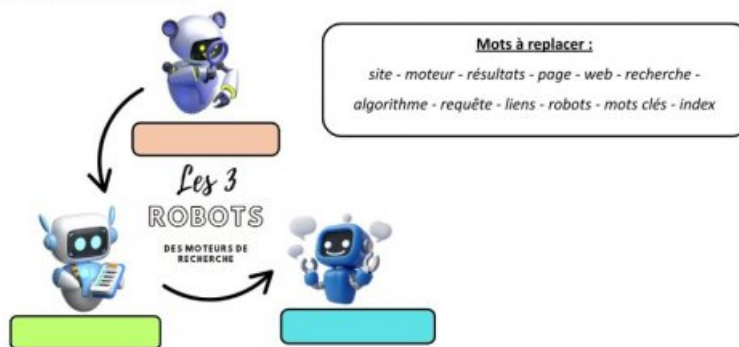 Mots à replacer :
site - moteur - résultats - page - web - recherche -
algorithme - requête - liens - robots - mots clés - index
Les 3
ROBOTS
DES MOTEURS DE
RECHERCHE